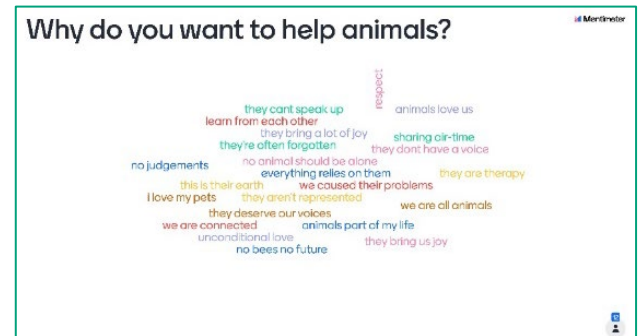 Why do you want to help animals?
Mentimeter
respect
they cant speak up
animals love us
learn from each other
they bring a lot of joy
sharing air-time
they're often forgotten
they dont have a voice
no judgements
no animal should be alone
everything relies on them
they are therapy
this is their earth
we caused their problems
I love my pets
they aren't represented
we are all animals
they deserve our voices
we are connected
animals part of my life
unconditional love
they bring us joy
no bees no future